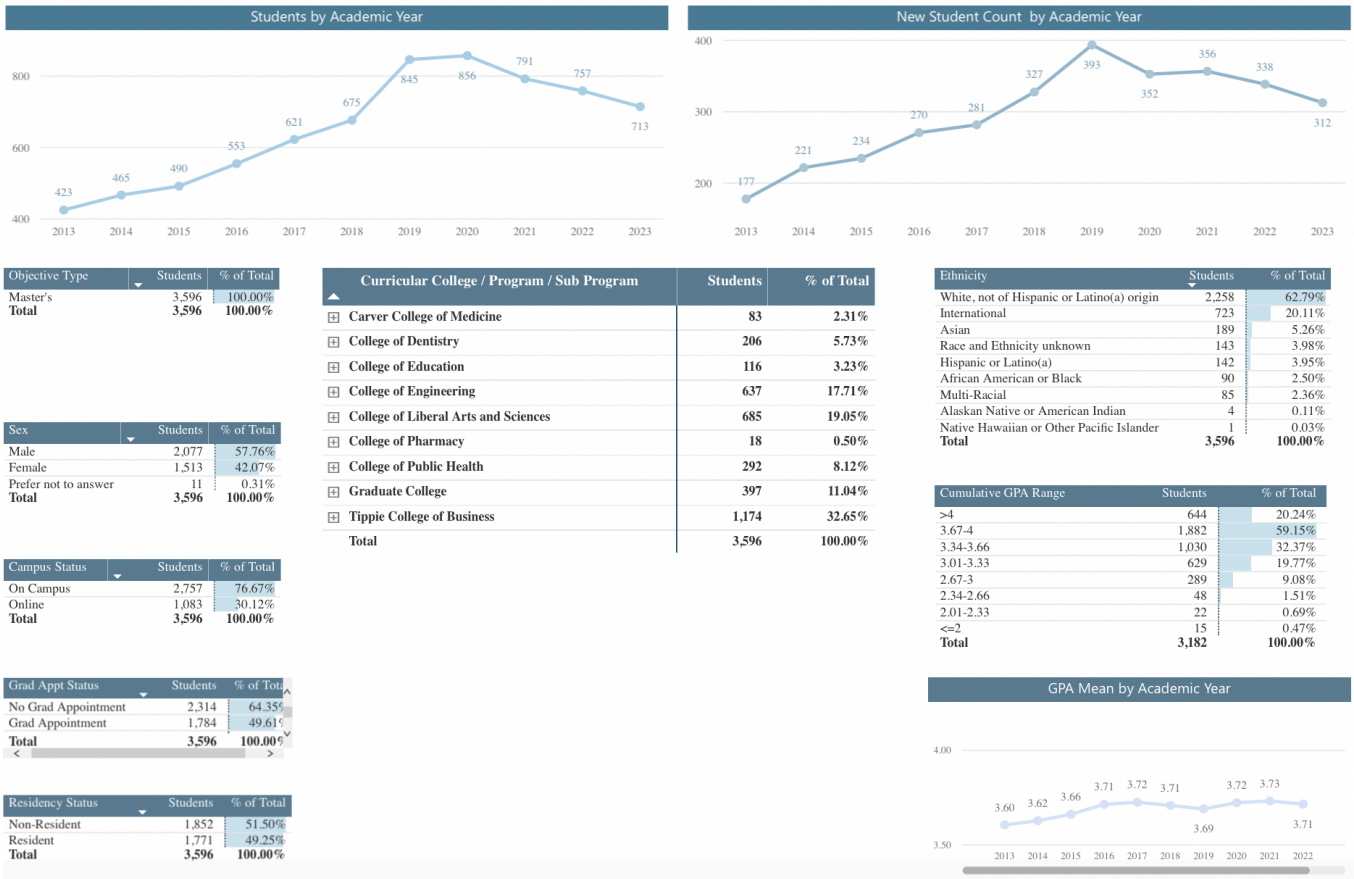 Students by Academic Year
800
600
400
423
465
490
553
621
675
845
856
791
757
713
2013 2014 2015 2016 2017 2018 2019 2020 2021 2022 2023
New Student Count by Academic Year
400
300
200
177
221
234
270
281
327
393
352
356
338
312
2013 2014 2015 2016 2017 2018 2019 2020 2021 2022 2023
Objective Type Students % of Total
Master's 3,596 100.00%
Total 3,596 100.00%
Sex Students % of Total
Male 2,077 57.76%
Female 1,513 42.07%
Prefer not to answer 11 0.31%
Total 3,596 100.00%
Campus Status Students % of Total
On Campus 2,757 76.67%
Online 1,083 30.12%
Total 3,596 100.00%
Grad Appt Status Students % of Tota
No Grad Appointment 2,314 64.35%
Grad Appointment 1,784 49.61%
Total 3,596 100.00%
Residency Status Students % of Total
Non-Resident 1,852 51.50%
Resident 1,771 49.25%
Total 3,596 100.00%
Curricular College / Program / Sub Program Students % of Total
Carver College of Medicine 83 2.31%
College of Dentistry 206 5.73%
College of Education 116 3.23%
College of Engineering 637 17.71%
College of Liberal Arts and Sciences 685 19.05%
College of Pharmacy 18 0.50%
College of Public Health 292 8.12%
Graduate College 397 11.04%
Tippie College of Business 1,174 32.65%
Total 3,596 100.00%
Ethnicity Students % of Total
White, not of Hispanic or Latino(a) origin 2,258 62.79%
International 723 20.11%
Asian 189 5.26%
Race and Ethnicity unknown 143 3.98%
Hispanic or Latino(a) 142 3.95%
African American or Black 90 2.50%
Multi-Racial 85 2.36%
Alaskan Native or American Indian 4 0.11%
Native Hawaiian or Other Pacific Islander 1 0.03%
Total 3,596 100.00%
Cumulative GPA Range Students % of Total
>4 644 20.24%
3.67-4 1,882 59.15%
3.34-3.66 1,030 32.37%
3.01-3.33 629 19.77%
2.67-3 289 9.08%
2.34-2.66 48 1.51%
2.01-2.33 22 0.69%
<=2 15 0.47%
Total 3,182 100.00%
GPA Mean by Academic Year
4.00
3.50
3.60
3.62
3.66
3.71
3.72
3.71
3.69
3.72
3.73
3.71
2013 2014 2015 2016 2017 2018 2019 2020 2021 2022